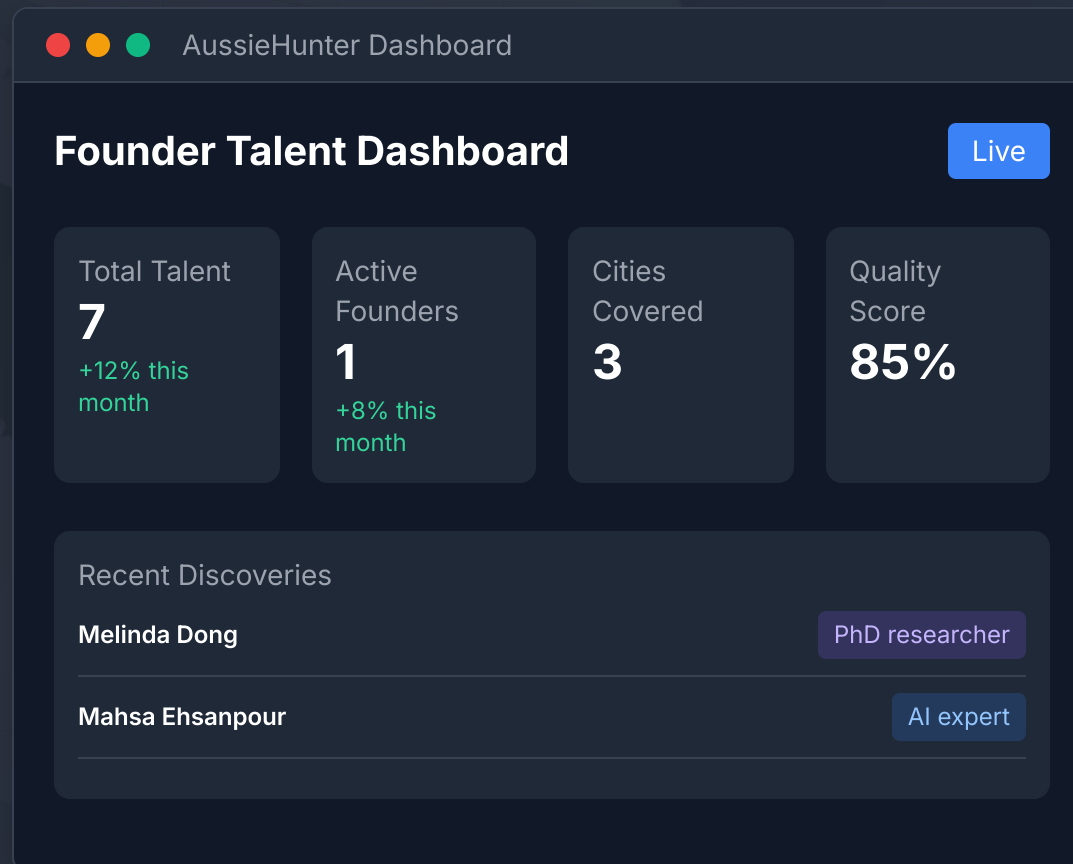 AussieHunter Dashboard
Founder Talent Dashboard
Live
Total Talent
7
+12% this
month
Active
Founders
1
+8% this
month
Cities
Covered
3
Quality
Score
85%
Recent Discoveries
Melinda Dong
PhD researcher
Mahsa Ehsanpour
AI expert